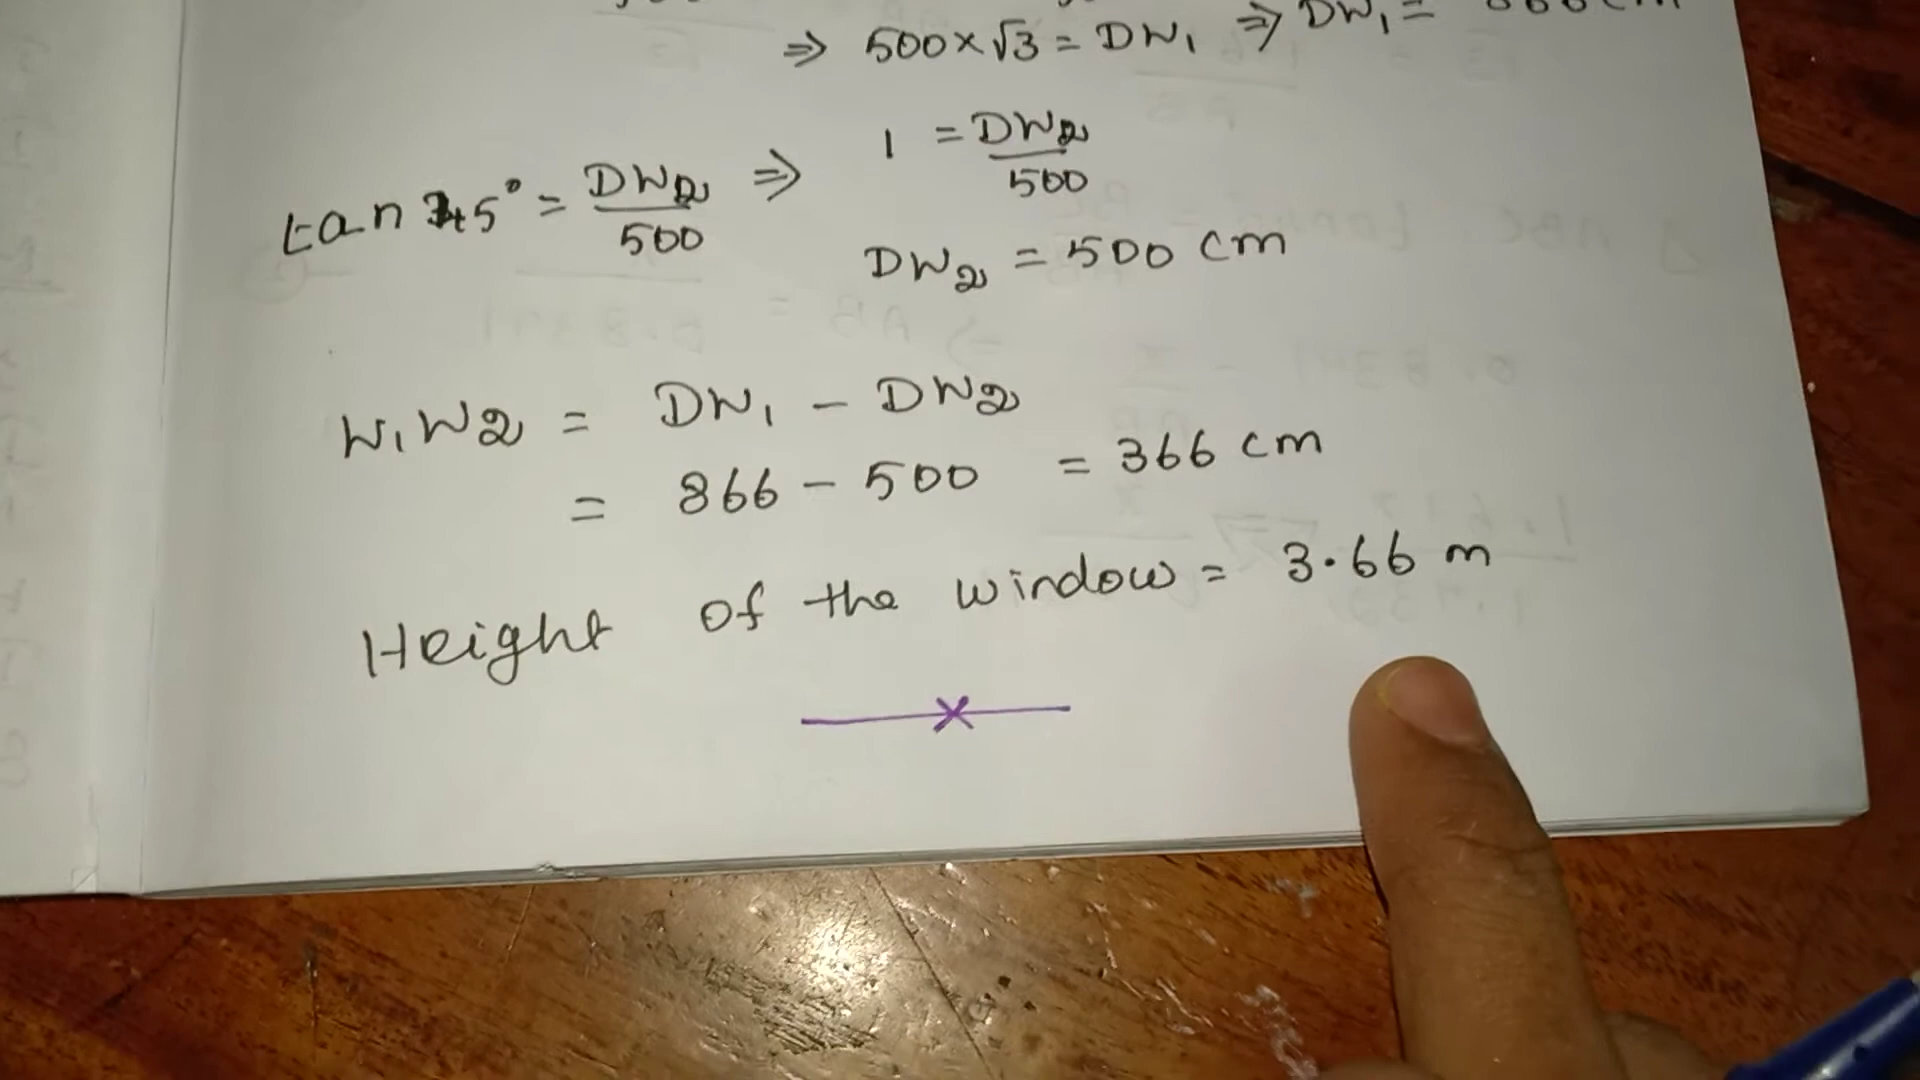 ⇒ 500×√3 = DW₁ ⇒ DW₁ =
tan 45° = DW₂/500 ⇒ 1 = DW₂/500
DW₂ = 500 cm
W₁W₂ = DW₁ − DW₂
= 866 − 500 = 366 cm
Height of the window = 3.66 m